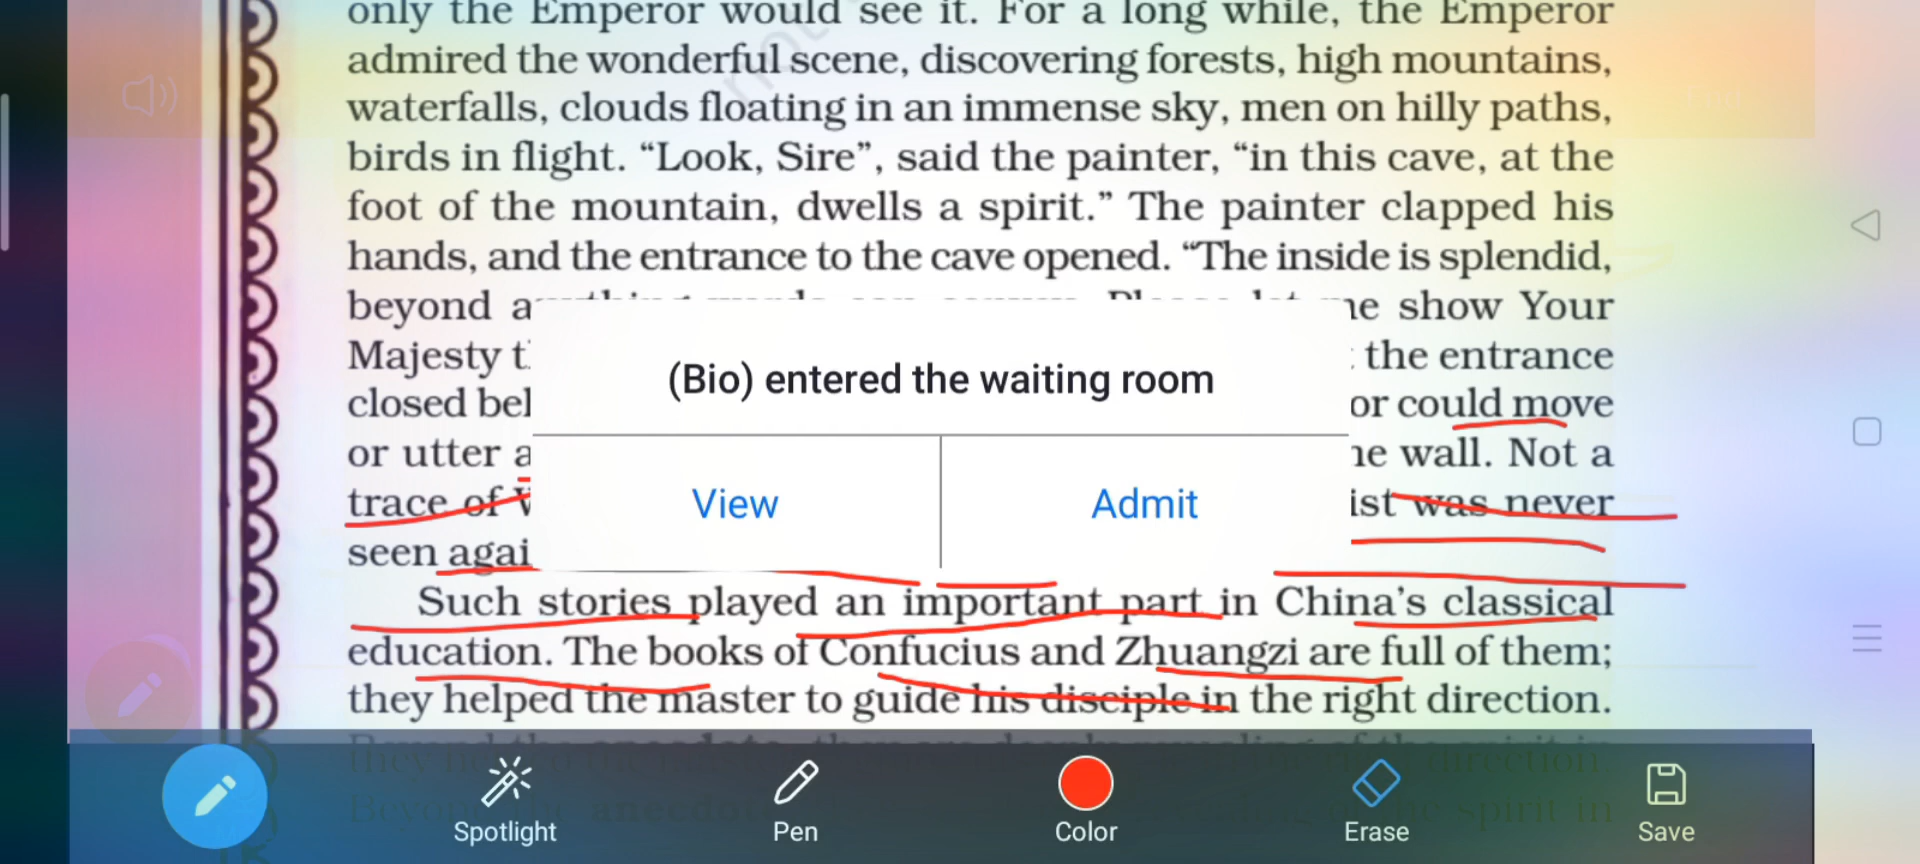 only the Emperor would see it. For a long while, the Emperor
admired the wonderful scene, discovering forests, high mountains,
waterfalls, clouds floating in an immense sky, men on hilly paths,
birds in flight. “Look, Sire”, said the painter, “in this cave, at the
foot of the mountain, dwells a spirit.” The painter clapped his
hands, and the entrance to the cave opened. “The inside is splendid,
beyond show Your
Majesty the entrance
closed or could move
or utter wall. Not a
trace of was never
seen
(Bio) entered the waiting room
View Admit
Such stories played an important part in China’s classical
education. The books of Confucius and Zhuangzi are full of them;
they helped the master to guide his disciple in the right direction.
Spotlight Pen Color Erase Save